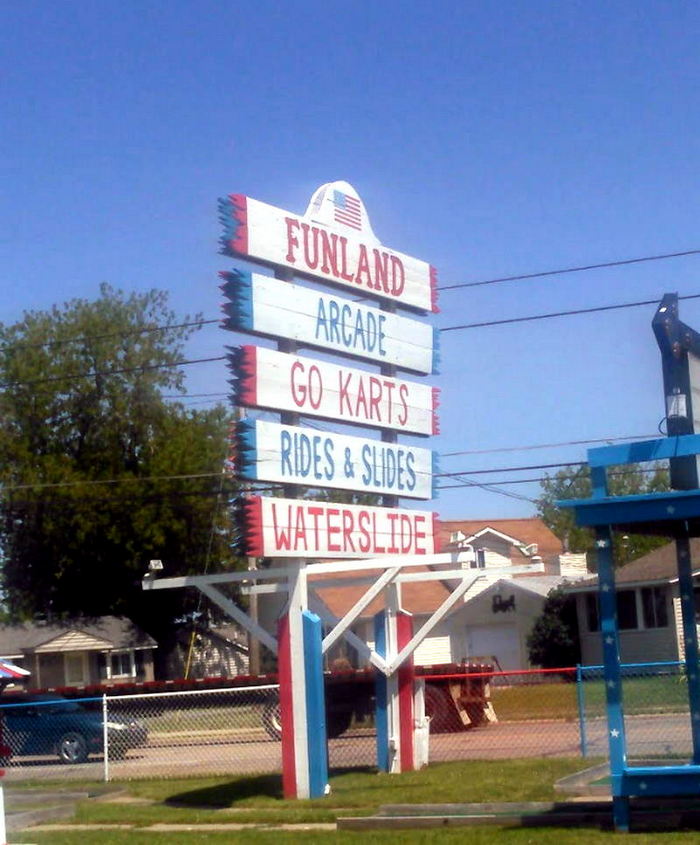 FUNLAND
ARCADE
GO KARTS
RIDES & SLIDES
WATERSLIDE